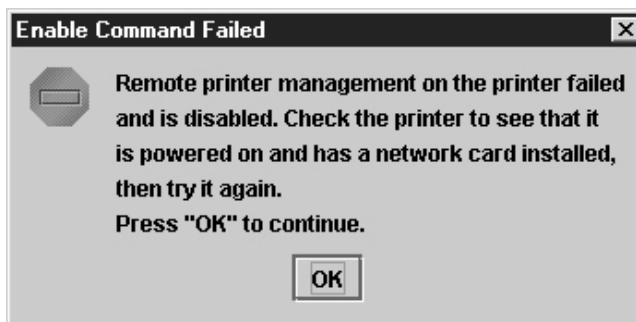 Enable Command Failed
Remote printer management on the printer failed
and is disabled. Check the printer to see that it
is powered on and has a network card installed,
then try it again.
Press "OK" to continue.
OK